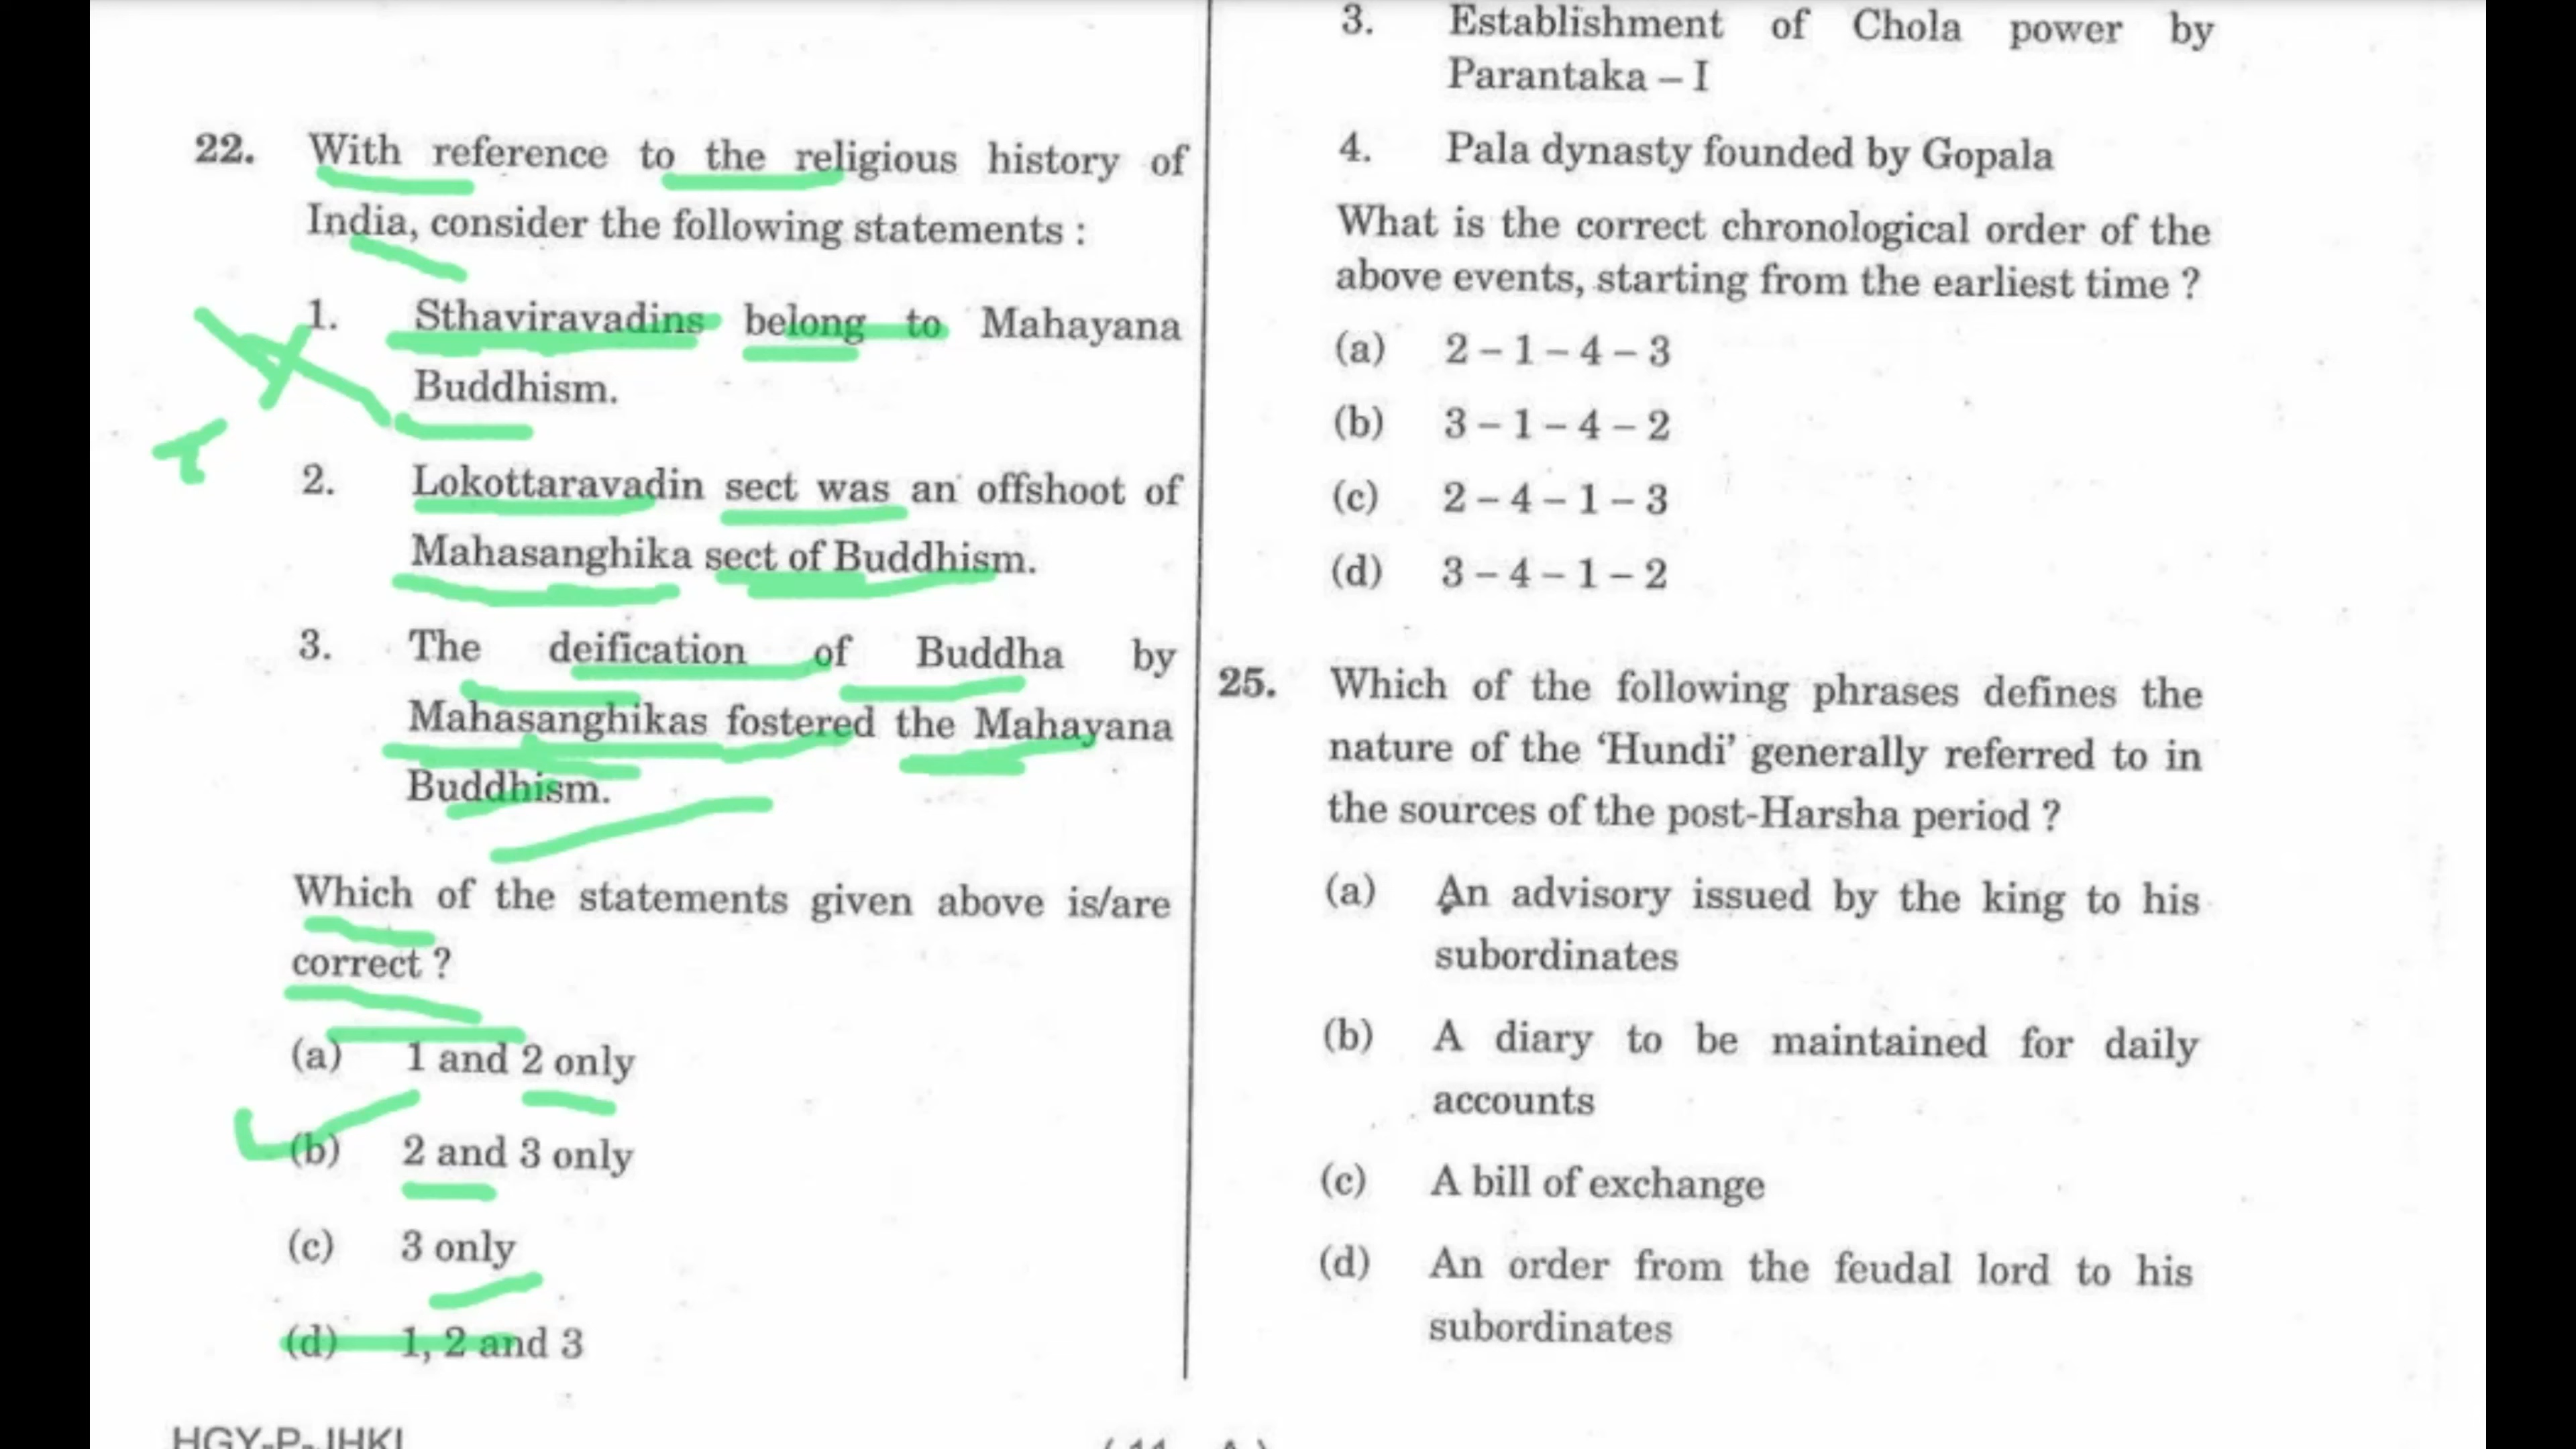 22. With reference to the religious history of
India, consider the following statements :
1. Sthaviravadins belong to Mahayana
Buddhism.
2. Lokottaravadin sect was an offshoot of
Mahasanghika sect of Buddhism.
3. The deification of Buddha by
Mahasanghikas fostered the Mahayana
Buddhism.
Which of the statements given above is/are
correct ?
(a) 1 and 2 only
(b) 2 and 3 only
(c) 3 only
(d) 1, 2 and 3
HGY-P-JHKL
3. Establishment of Chola power by
Parantaka – I
4. Pala dynasty founded by Gopala
What is the correct chronological order of the
above events, starting from the earliest time ?
(a) 2 – 1 – 4 – 3
(b) 3 – 1 – 4 – 2
(c) 2 – 4 – 1 – 3
(d) 3 – 4 – 1 – 2
25. Which of the following phrases defines the
nature of the ‘Hundi’ generally referred to in
the sources of the post-Harsha period ?
(a) An advisory issued by the king to his
subordinates
(b) A diary to be maintained for daily
accounts
(c) A bill of exchange
(d) An order from the feudal lord to his
subordinates